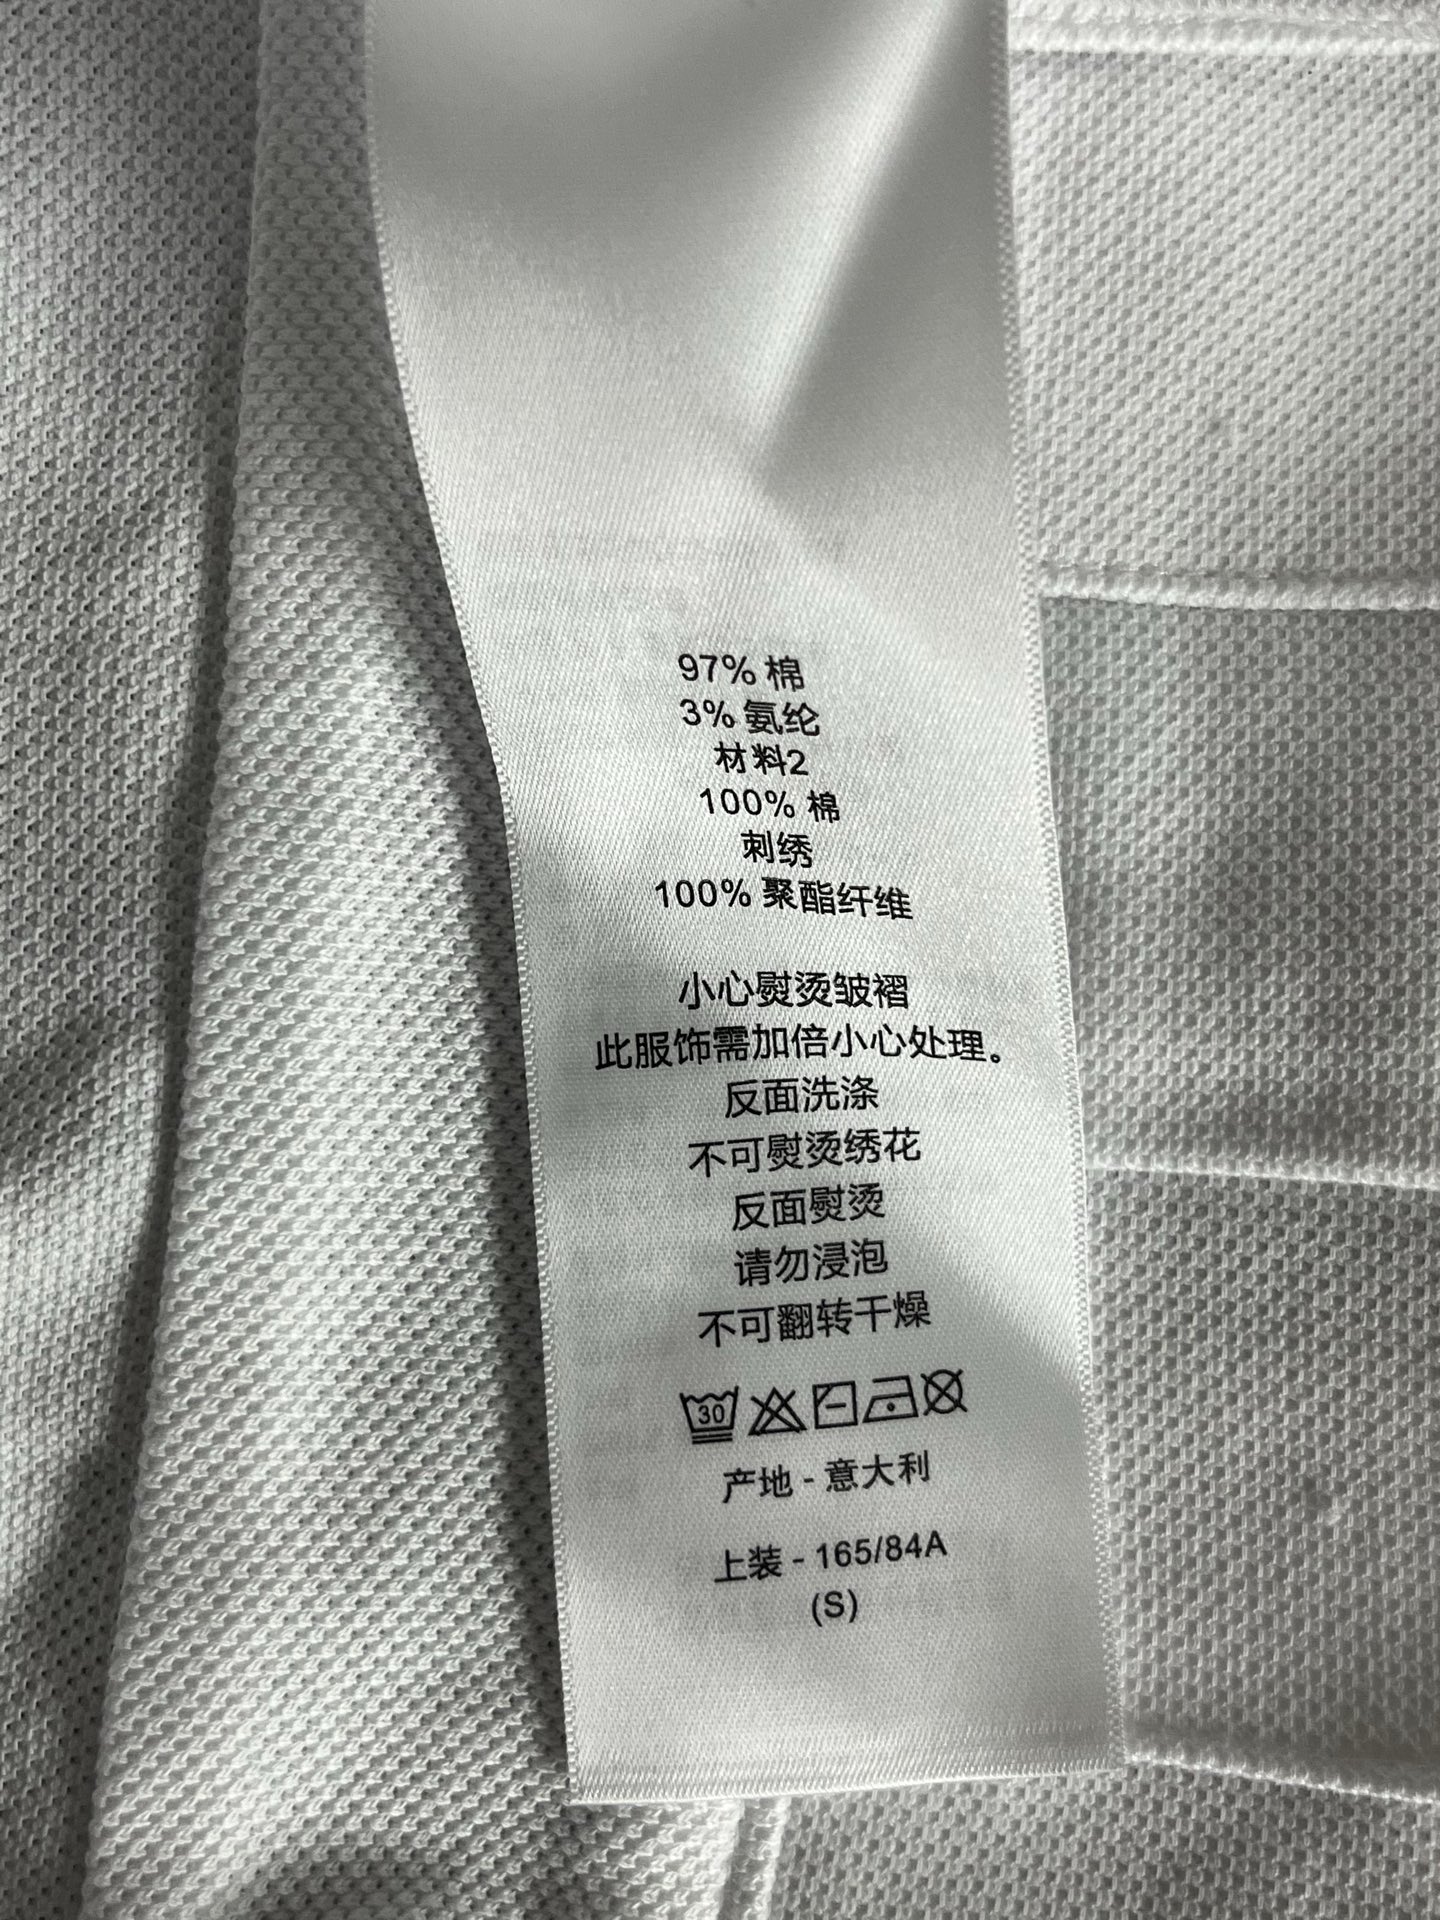 97% 棉
3% 氨纶
材料2
100% 棉
刺绣
100% 聚酯纤维
小心熨烫皱褶
此服饰需加倍小心处理。
反面洗涤
不可熨烫绣花
反面熨烫
请勿浸泡
不可翻转干燥
30
产地 - 意大利
上装 - 165/84A
(S)